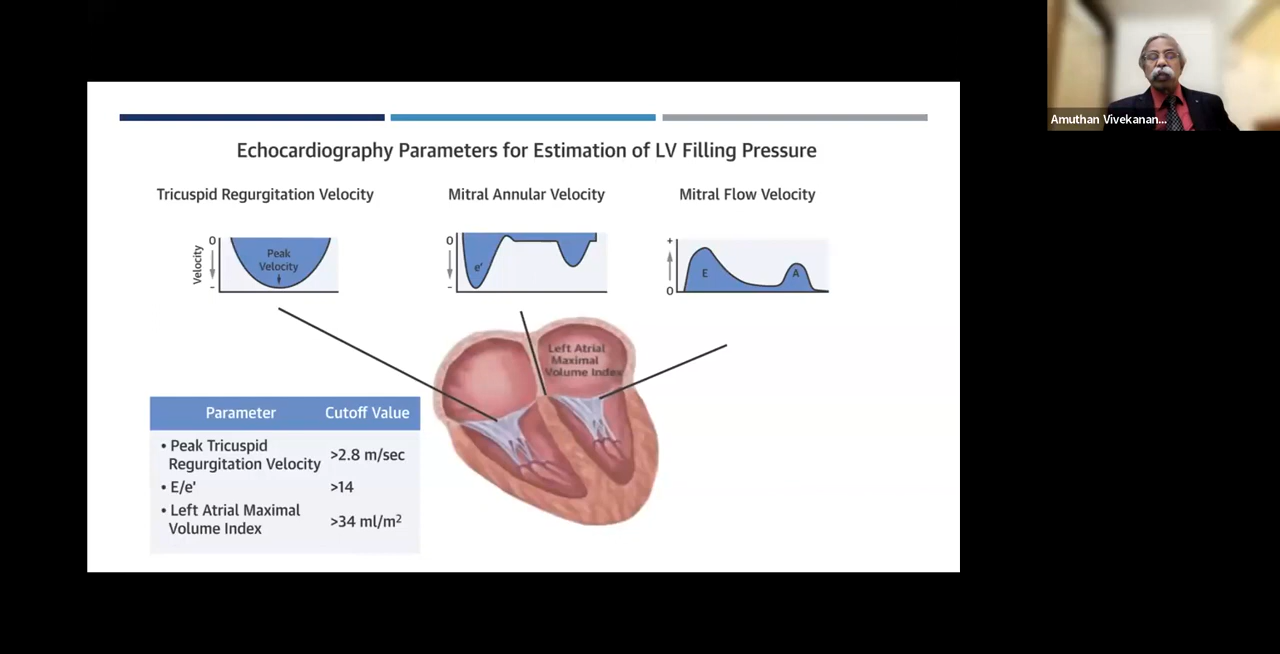 Amuthan Vivekanan...
Echocardiography Parameters for Estimation of LV Filling Pressure
Tricuspid Regurgitation Velocity
Mitral Annular Velocity
Mitral Flow Velocity
Velocity
0
-
Peak
Velocity
0
-
e'
+
0
E
A
Left Atrial
Maximal
Volume Index
Parameter Cutoff Value
• Peak Tricuspid
Regurgitation Velocity >2.8 m/sec
• E/e' >14
• Left Atrial Maximal
Volume Index >34 ml/m²